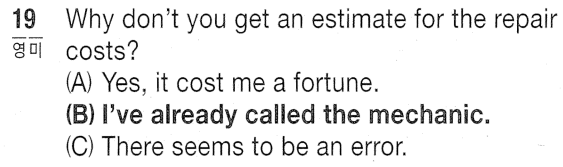 19 Why don't you get an estimate for the repair
영미 costs?
(A) Yes, it cost me a fortune.
(B) I've already called the mechanic.
(C) There seems to be an error.